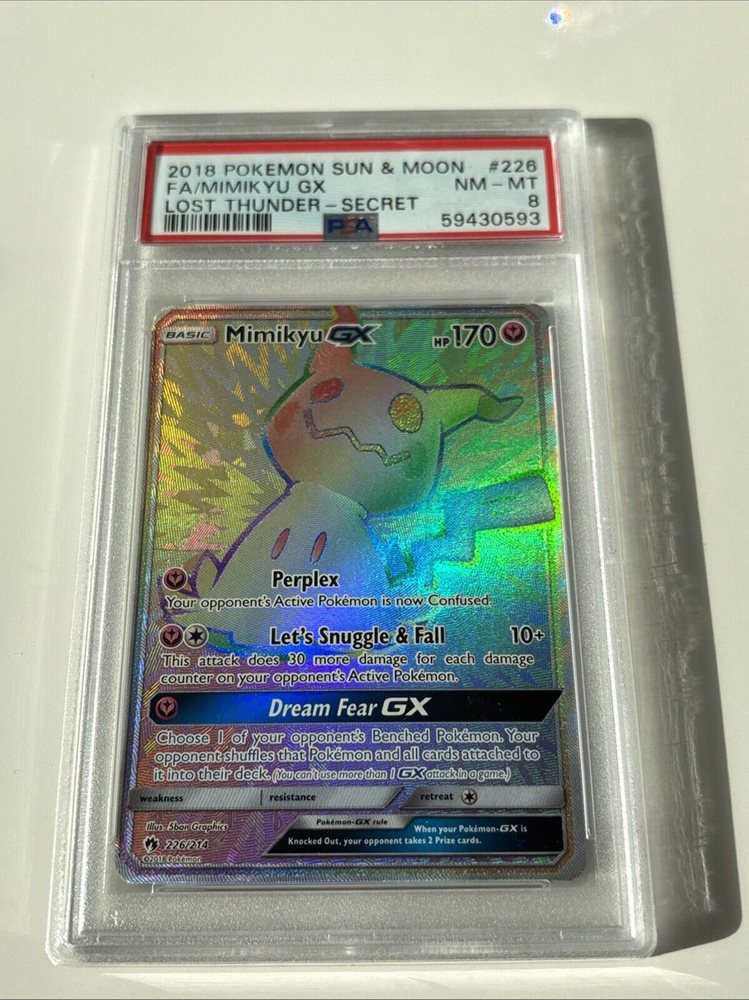 2018 POKEMON SUN & MOON #226
FA/MIMIKYU GX NM - MT
LOST THUNDER - SECRET 8
PSA 59430593
BASIC Mimikyu GX HP170
Perplex
Your opponent's Active Pokémon is now Confused.
Let's Snuggle & Fall 10+
This attack does 30 more damage for each damage
counter on your opponent's Active Pokémon.
Dream Fear GX
Choose 1 of your opponent's Benched Pokémon. Your
opponent shuffles that Pokémon and all cards attached to
it into their deck. (You can't use more than 1 GX attack in a game.)
weakness resistance retreat
Illus. 5ban Graphics
226/214
©2018 Pokémon
Pokémon-GX rule
When your Pokémon-GX is
Knocked Out, your opponent takes 2 Prize cards.